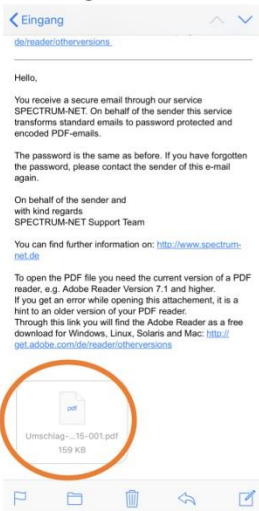 Eingang
de/reader/otherversions
Hello,
You receive a secure email through our service
SPECTRUM-NET. On behalf of the sender this service
transforms standard emails to password protected and
encoded PDF-emails.
The password is the same as before. If you have forgotten
the password, please contact the sender of this e-mail
again.
On behalf of the sender and
with kind regards
SPECTRUM-NET Support Team
You can find further information on: http://www.spectrum-
net.de
To open the PDF file you need the current version of a PDF
reader, e.g. Adobe Reader Version 7.1 and higher.
If you get an error while opening this attachement, it is a
hint to an older version of your PDF reader.
Through this link you will find the Adobe Reader as a free
download for Windows, Linux, Solaris and Mac: http://
get.adobe.com/de/reader/otherversions
pdf
Umschlag-...15-001.pdf
159 KB